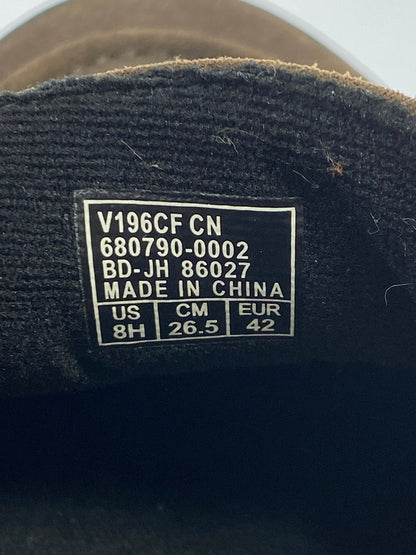 V196CF CN
680790-0002
BD-JH 86027
MADE IN CHINA
US CM EUR
8H 26.5 42